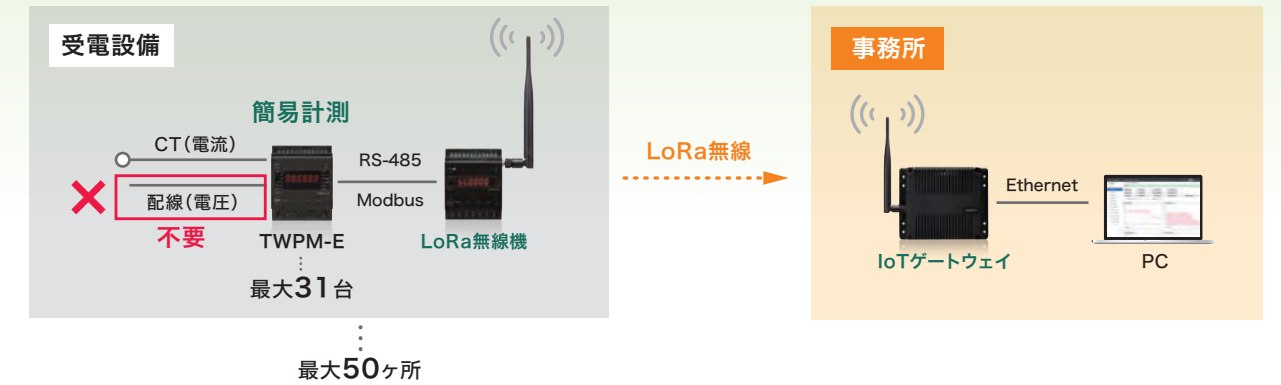 受電設備
簡易計測
CT(電流)
配線(電圧)
不要
TWPM-E
最大31台
RS-485
Modbus
LoRa無線機
最大50ヶ所
LoRa無線
事務所
IoTゲートウェイ
Ethernet
PC